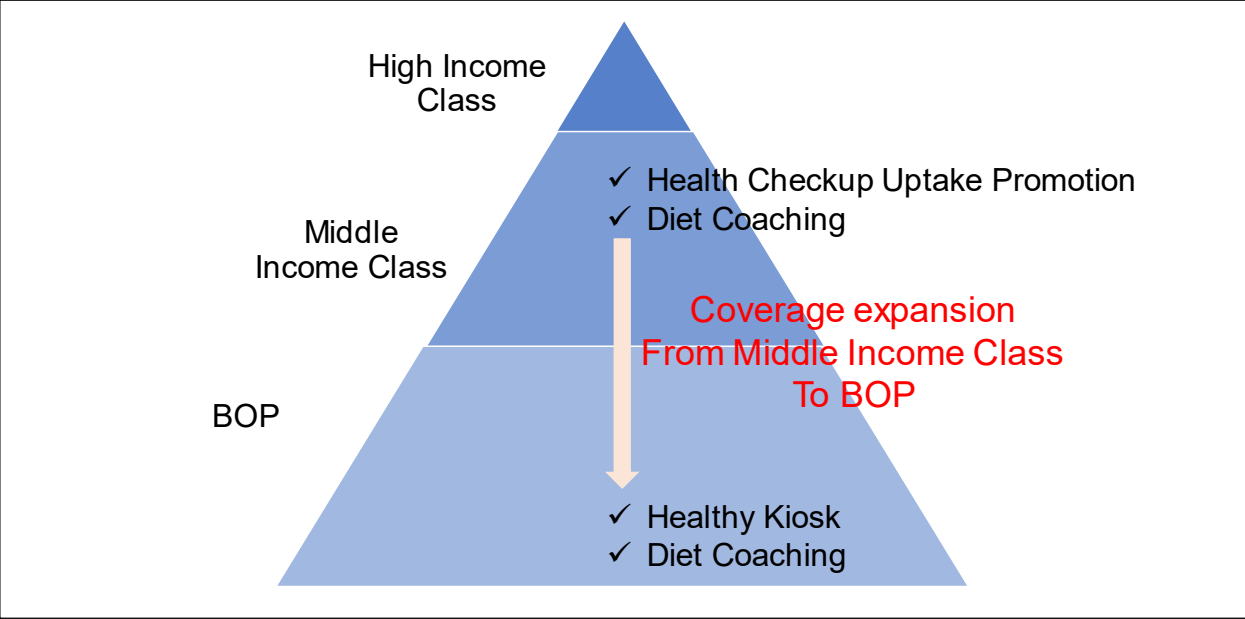 High Income
Class
✓ Health Checkup Uptake Promotion
✓ Diet Coaching
Middle
Income Class
Coverage expansion
From Middle Income Class
To BOP
BOP
✓ Healthy Kiosk
✓ Diet Coaching